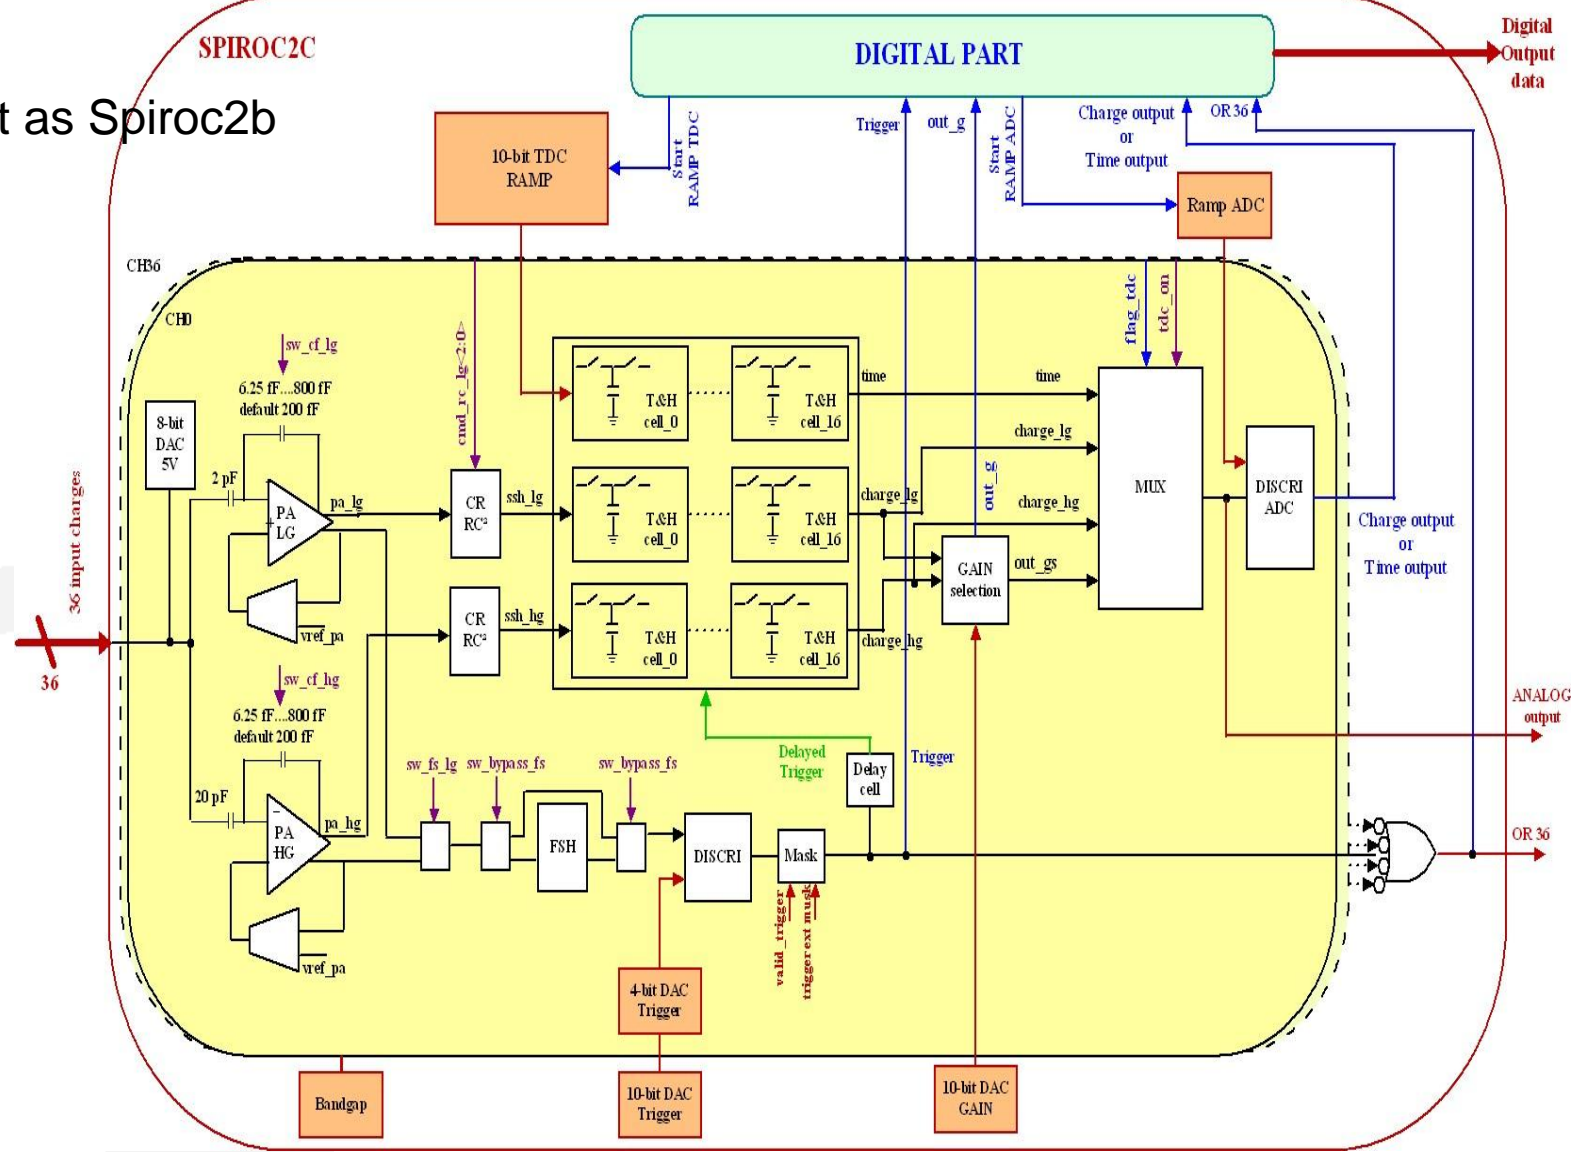 SPIROC2C
t as Spiroc2b
DIGITAL PART
Digital
Output
data
10-bit TDC
RAMP
Start
RAMP TDC
Trigger
out_g
Start
RAMP ADC
Charge output
or
Time output
OR 36
Ramp ADC
CH36
CH0
sw_cf_lg
6.25 fF....800 fF
default 200 fF
8-bit
DAC
5V
2 pF
+
PA
LG
pa_lg
vref_pa
cmd_rc_lg<2:0>
CR
RC²
ssh_lg
T&H
cell_0
T&H
cell_16
time
time
flag_tdc
tdc_on
T&H
cell_0
T&H
cell_16
charge_lg
charge_lg
out_g
charge_hg
MUX
DISCRI
ADC
Charge output
or
Time output
GAIN
selection
out_gs
CR
RC²
ssh_hg
T&H
cell_0
T&H
cell_16
charge_hg
36 input charges
36
sw_cf_hg
6.25 fF....800 fF
default 200 fF
20 pF
−
PA
HG
pa_hg
vref_pa
sw_fs_lg
sw_bypass_fs
sw_bypass_fs
FSH
DISCRI
Mask
Delayed
Trigger
Delay
cell
Trigger
valid_trigger
trigger ext musk
ANALOG
output
OR 36
4-bit DAC
Trigger
Bandgap
10-bit DAC
Trigger
10-bit DAC
GAIN